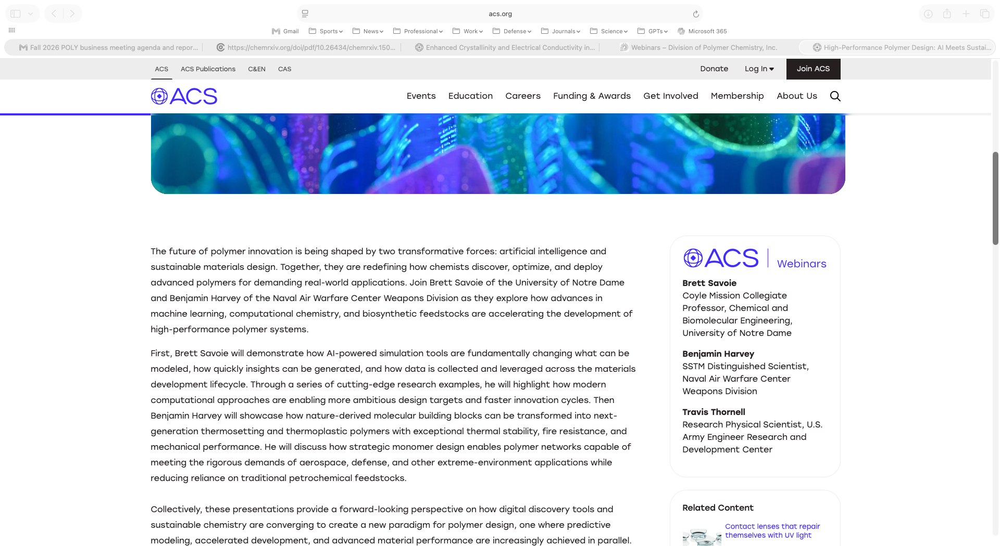 acs.org
Gmail
Sports
News
Professional
Work
Defense
Journals
Science
GPTs
Microsoft 365
Fall 2026 POLY business meeting agenda and repor...
https://chemrxiv.org/doi/pdf/10.26434/chemrxiv.150...
Enhanced Crystallinity and Electrical Conductivity in...
Webinars – Division of Polymer Chemistry, Inc.
High-Performance Polymer Design: AI Meets Sustai...
ACS
ACS Publications
C&EN
CAS
Donate
Log In
Join ACS
ACS
Events
Education
Careers
Funding & Awards
Get Involved
Membership
About Us
The future of polymer innovation is being shaped by two transformative forces: artificial intelligence and
sustainable materials design. Together, they are redefining how chemists discover, optimize, and deploy
advanced polymers for demanding real-world applications. Join Brett Savoie of the University of Notre Dame
and Benjamin Harvey of the Naval Air Warfare Center Weapons Division as they explore how advances in
machine learning, computational chemistry, and biosynthetic feedstocks are accelerating the development of
high-performance polymer systems.
First, Brett Savoie will demonstrate how AI-powered simulation tools are fundamentally changing what can be
modeled, how quickly insights can be generated, and how data is collected and leveraged across the materials
development lifecycle. Through a series of cutting-edge research examples, he will highlight how modern
computational approaches are enabling more ambitious design targets and faster innovation cycles. Then
Benjamin Harvey will showcase how nature-derived molecular building blocks can be transformed into next-
generation thermosetting and thermoplastic polymers with exceptional thermal stability, fire resistance, and
mechanical performance. He will discuss how strategic monomer design enables polymer networks capable of
meeting the rigorous demands of aerospace, defense, and other extreme-environment applications while
reducing reliance on traditional petrochemical feedstocks.
Collectively, these presentations provide a forward-looking perspective on how digital discovery tools and
sustainable chemistry are converging to create a new paradigm for polymer design, one where predictive
modeling, accelerated development, and advanced material performance are increasingly achieved in parallel.
ACS | Webinars
Brett Savoie
Coyle Mission Collegiate
Professor, Chemical and
Biomolecular Engineering,
University of Notre Dame
Benjamin Harvey
SSTM Distinguished Scientist,
Naval Air Warfare Center
Weapons Division
Travis Thornell
Research Physical Scientist, U.S.
Army Engineer Research and
Development Center
Related Content
Contact lenses that repair
themselves with UV light